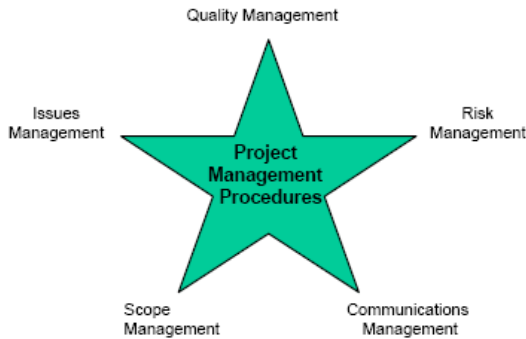 Quality Management
Issues
Management
Risk
Management
Project
Management
Procedures
Scope
Management
Communications
Management